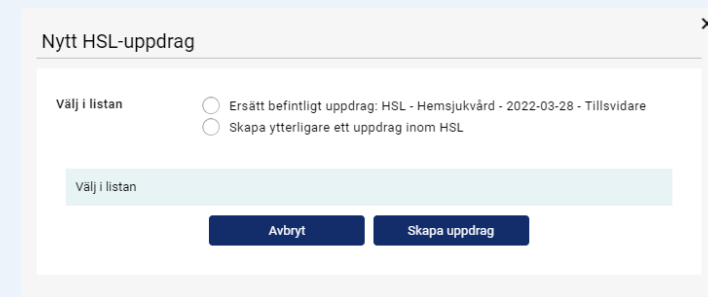 Nytt HSL-uppdrag
Välj i listan
Ersätt befintligt uppdrag: HSL - Hemsjukvård - 2022-03-28 - Tillsvidare
Skapa ytterligare ett uppdrag inom HSL
Välj i listan
Avbryt
Skapa uppdrag